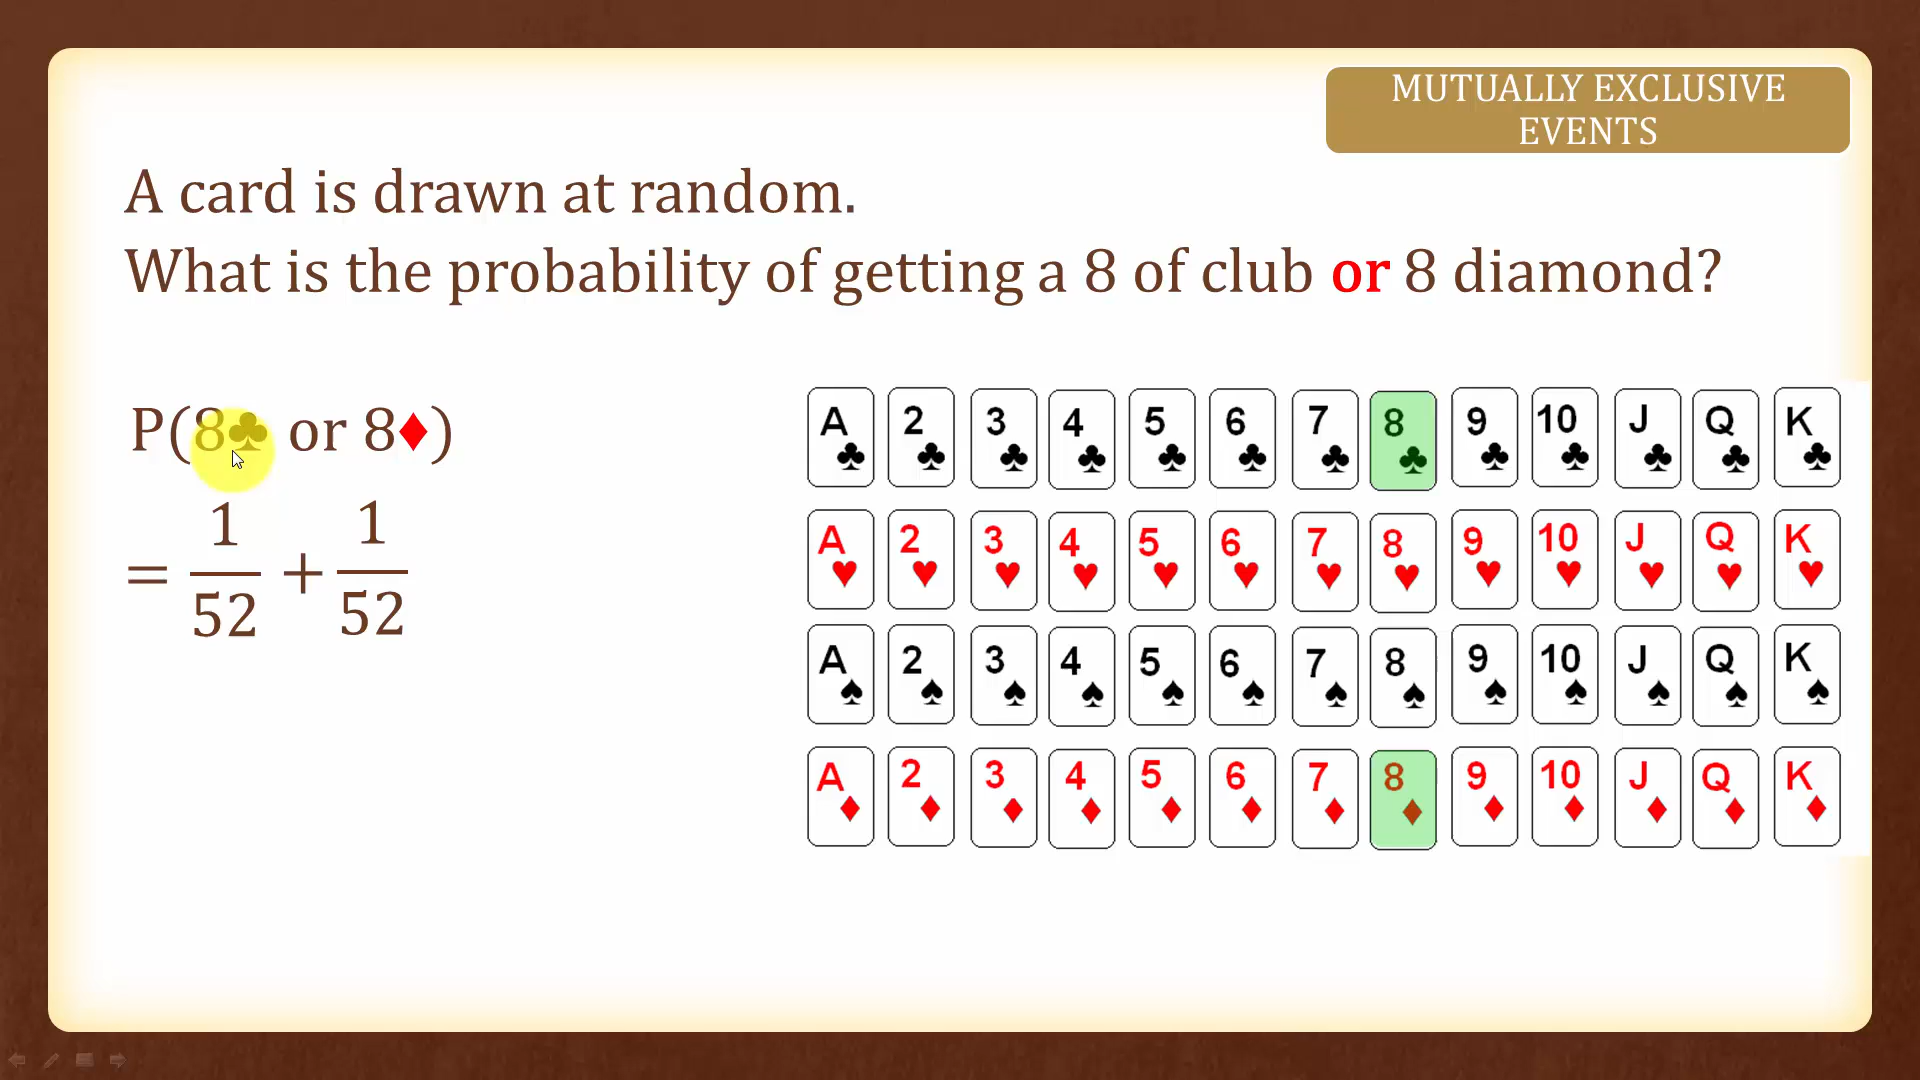 MUTUALLY EXCLUSIVE
EVENTS
A card is drawn at random.
What is the probability of getting a 8 of club or 8 diamond?
P(8♣ or 8♦)
= 1/52 + 1/52
A♣ 2♣ 3♣ 4♣ 5♣ 6♣ 7♣ 8♣ 9♣ 10♣ J♣ Q♣ K♣
A♥ 2♥ 3♥ 4♥ 5♥ 6♥ 7♥ 8♥ 9♥ 10♥ J♥ Q♥ K♥
A♠ 2♠ 3♠ 4♠ 5♠ 6♠ 7♠ 8♠ 9♠ 10♠ J♠ Q♠ K♠
A♦ 2♦ 3♦ 4♦ 5♦ 6♦ 7♦ 8♦ 9♦ 10♦ J♦ Q♦ K♦